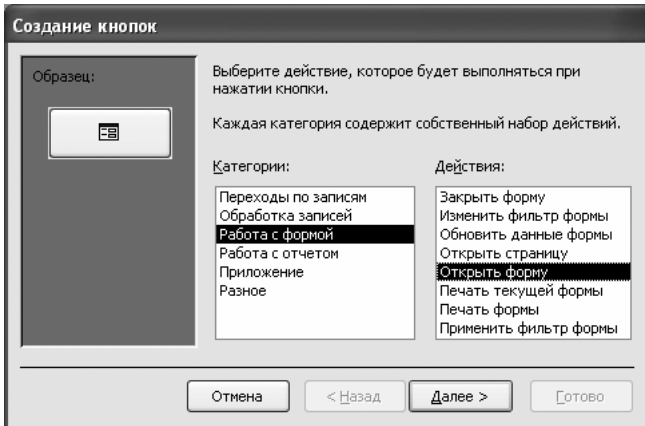 Создание кнопок
Образец:
Выберите действие, которое будет выполняться при
нажатии кнопки.
Каждая категория содержит собственный набор действий.
Категории:
Переходы по записям
Обработка записей
Работа с формой
Работа с отчетом
Приложение
Разное
Действия:
Закрыть форму
Изменить фильтр формы
Обновить данные формы
Открыть страницу
Открыть форму
Печать текущей формы
Печать формы
Применить фильтр формы
Отмена
< Назад
Далее >
Готово